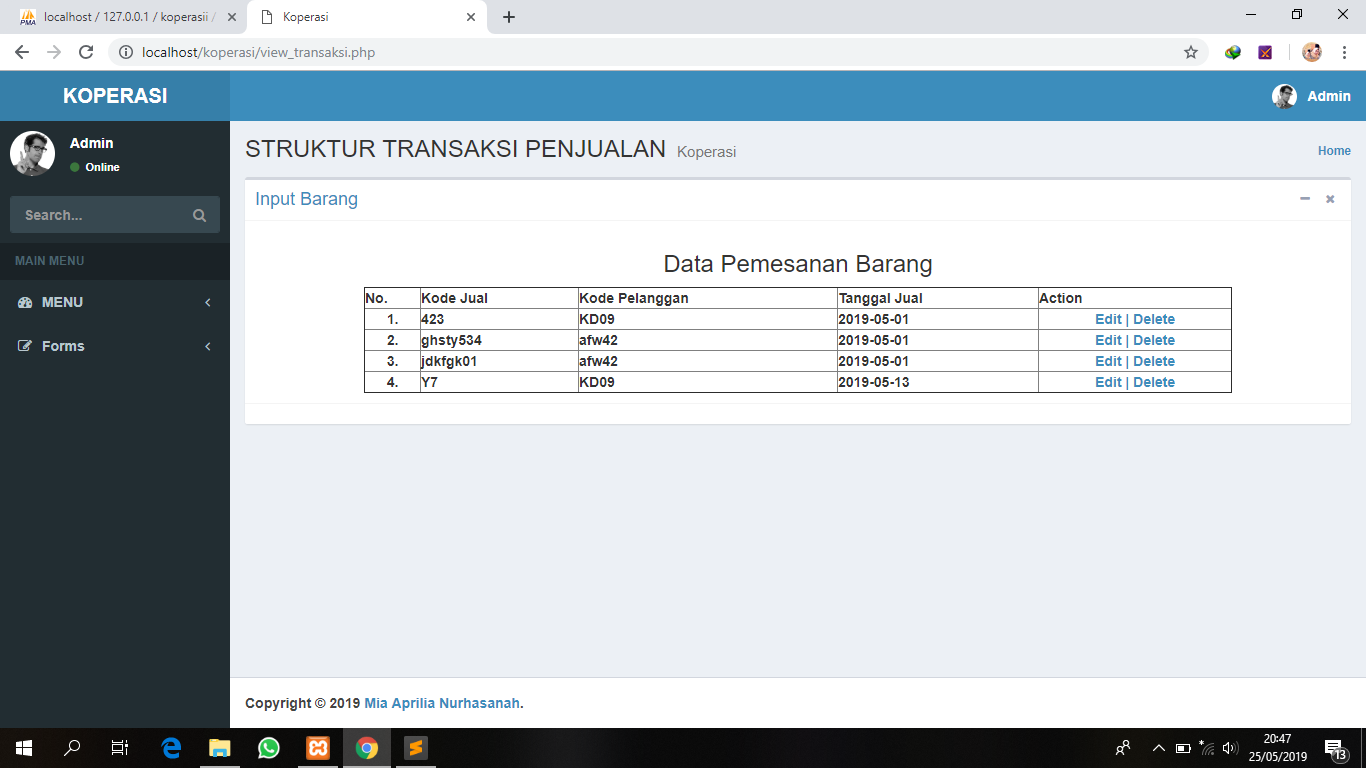 PMA localhost / 127.0.0.1 / koperasii /
Koperasi
localhost/koperasi/view_transaksi.php
KOPERASI
Admin
Admin
Online
Search...
MAIN MENU
MENU
Forms
STRUKTUR TRANSAKSI PENJUALAN Koperasi
Home
Input Barang
Data Pemesanan Barang
No. Kode Jual Kode Pelanggan Tanggal Jual Action
1. 423 KD09 2019-05-01 Edit | Delete
2. ghsty534 afw42 2019-05-01 Edit | Delete
3. jdkfgk01 afw42 2019-05-01 Edit | Delete
4. Y7 KD09 2019-05-13 Edit | Delete
Copyright © 2019 Mia Aprilia Nurhasanah.
20:47
25/05/2019
13